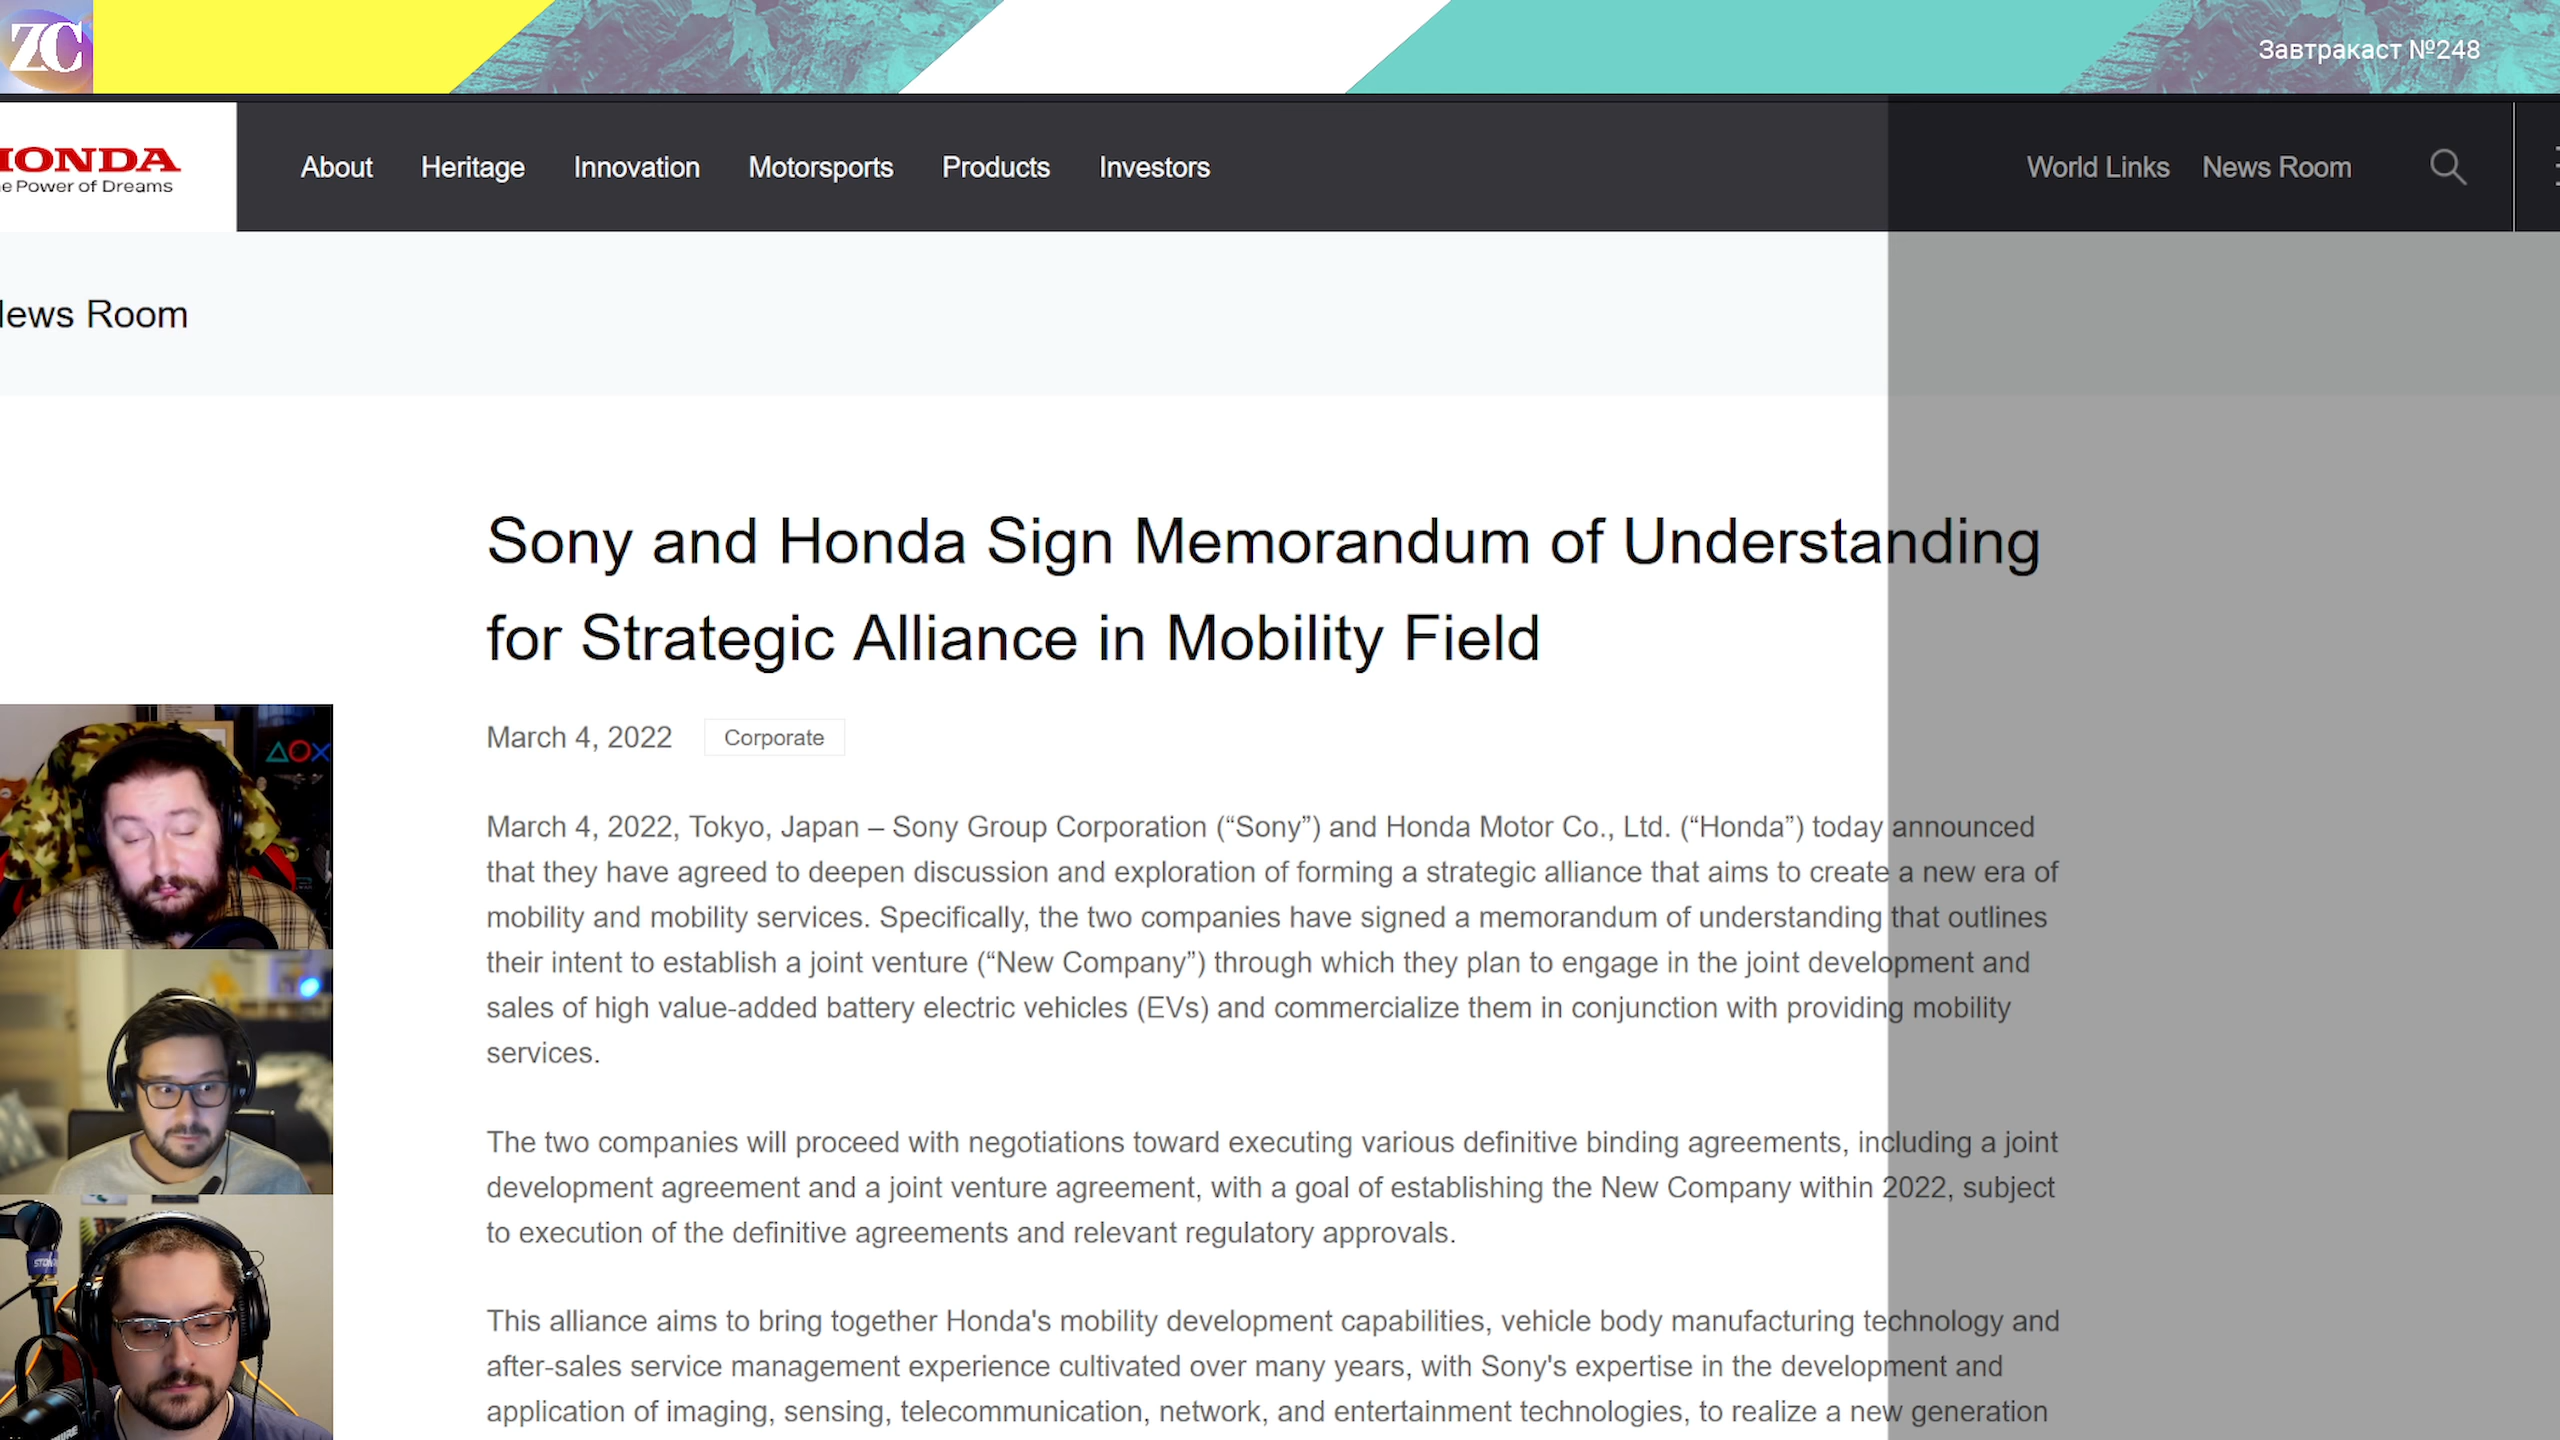 ZC
Завтракаст №248
HONDA
The Power of Dreams
About Heritage Innovation Motorsports Products Investors
World Links News Room
News Room
Sony and Honda Sign Memorandum of Understanding
for Strategic Alliance in Mobility Field
March 4, 2022 Corporate
March 4, 2022, Tokyo, Japan – Sony Group Corporation (“Sony”) and Honda Motor Co., Ltd. (“Honda”) today announced
that they have agreed to deepen discussion and exploration of forming a strategic alliance that aims to create a new era of
mobility and mobility services. Specifically, the two companies have signed a memorandum of understanding that outlines
their intent to establish a joint venture (“New Company”) through which they plan to engage in the joint development and
sales of high value-added battery electric vehicles (EVs) and commercialize them in conjunction with providing mobility
services.
The two companies will proceed with negotiations toward executing various definitive binding agreements, including a joint
development agreement and a joint venture agreement, with a goal of establishing the New Company within 2022, subject
to execution of the definitive agreements and relevant regulatory approvals.
This alliance aims to bring together Honda's mobility development capabilities, vehicle body manufacturing technology and
after-sales service management experience cultivated over many years, with Sony's expertise in the development and
application of imaging, sensing, telecommunication, network, and entertainment technologies, to realize a new generation